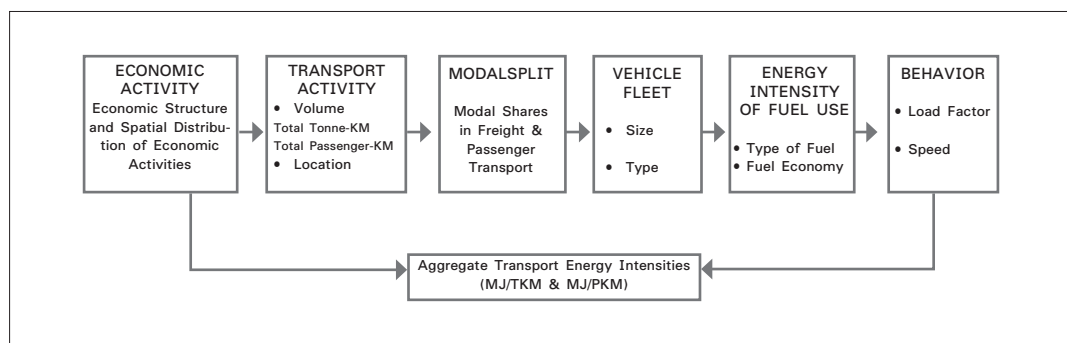 ECONOMIC
ACTIVITY
Economic Structure
and Spatial Distribu-
tion of Economic
Activities
TRANSPORT
ACTIVITY
• Volume
Total Tonne-KM
Total Passenger-KM
• Location
MODALSPLIT
Modal Shares
in Freight &
Passenger
Transport
VEHICLE
FLEET
• Size
• Type
ENERGY
INTENSITY
OF FUEL USE
• Type of Fuel
• Fuel Economy
BEHAVIOR
• Load Factor
• Speed
Aggregate Transport Energy Intensities
(MJ/TKM & MJ/PKM)